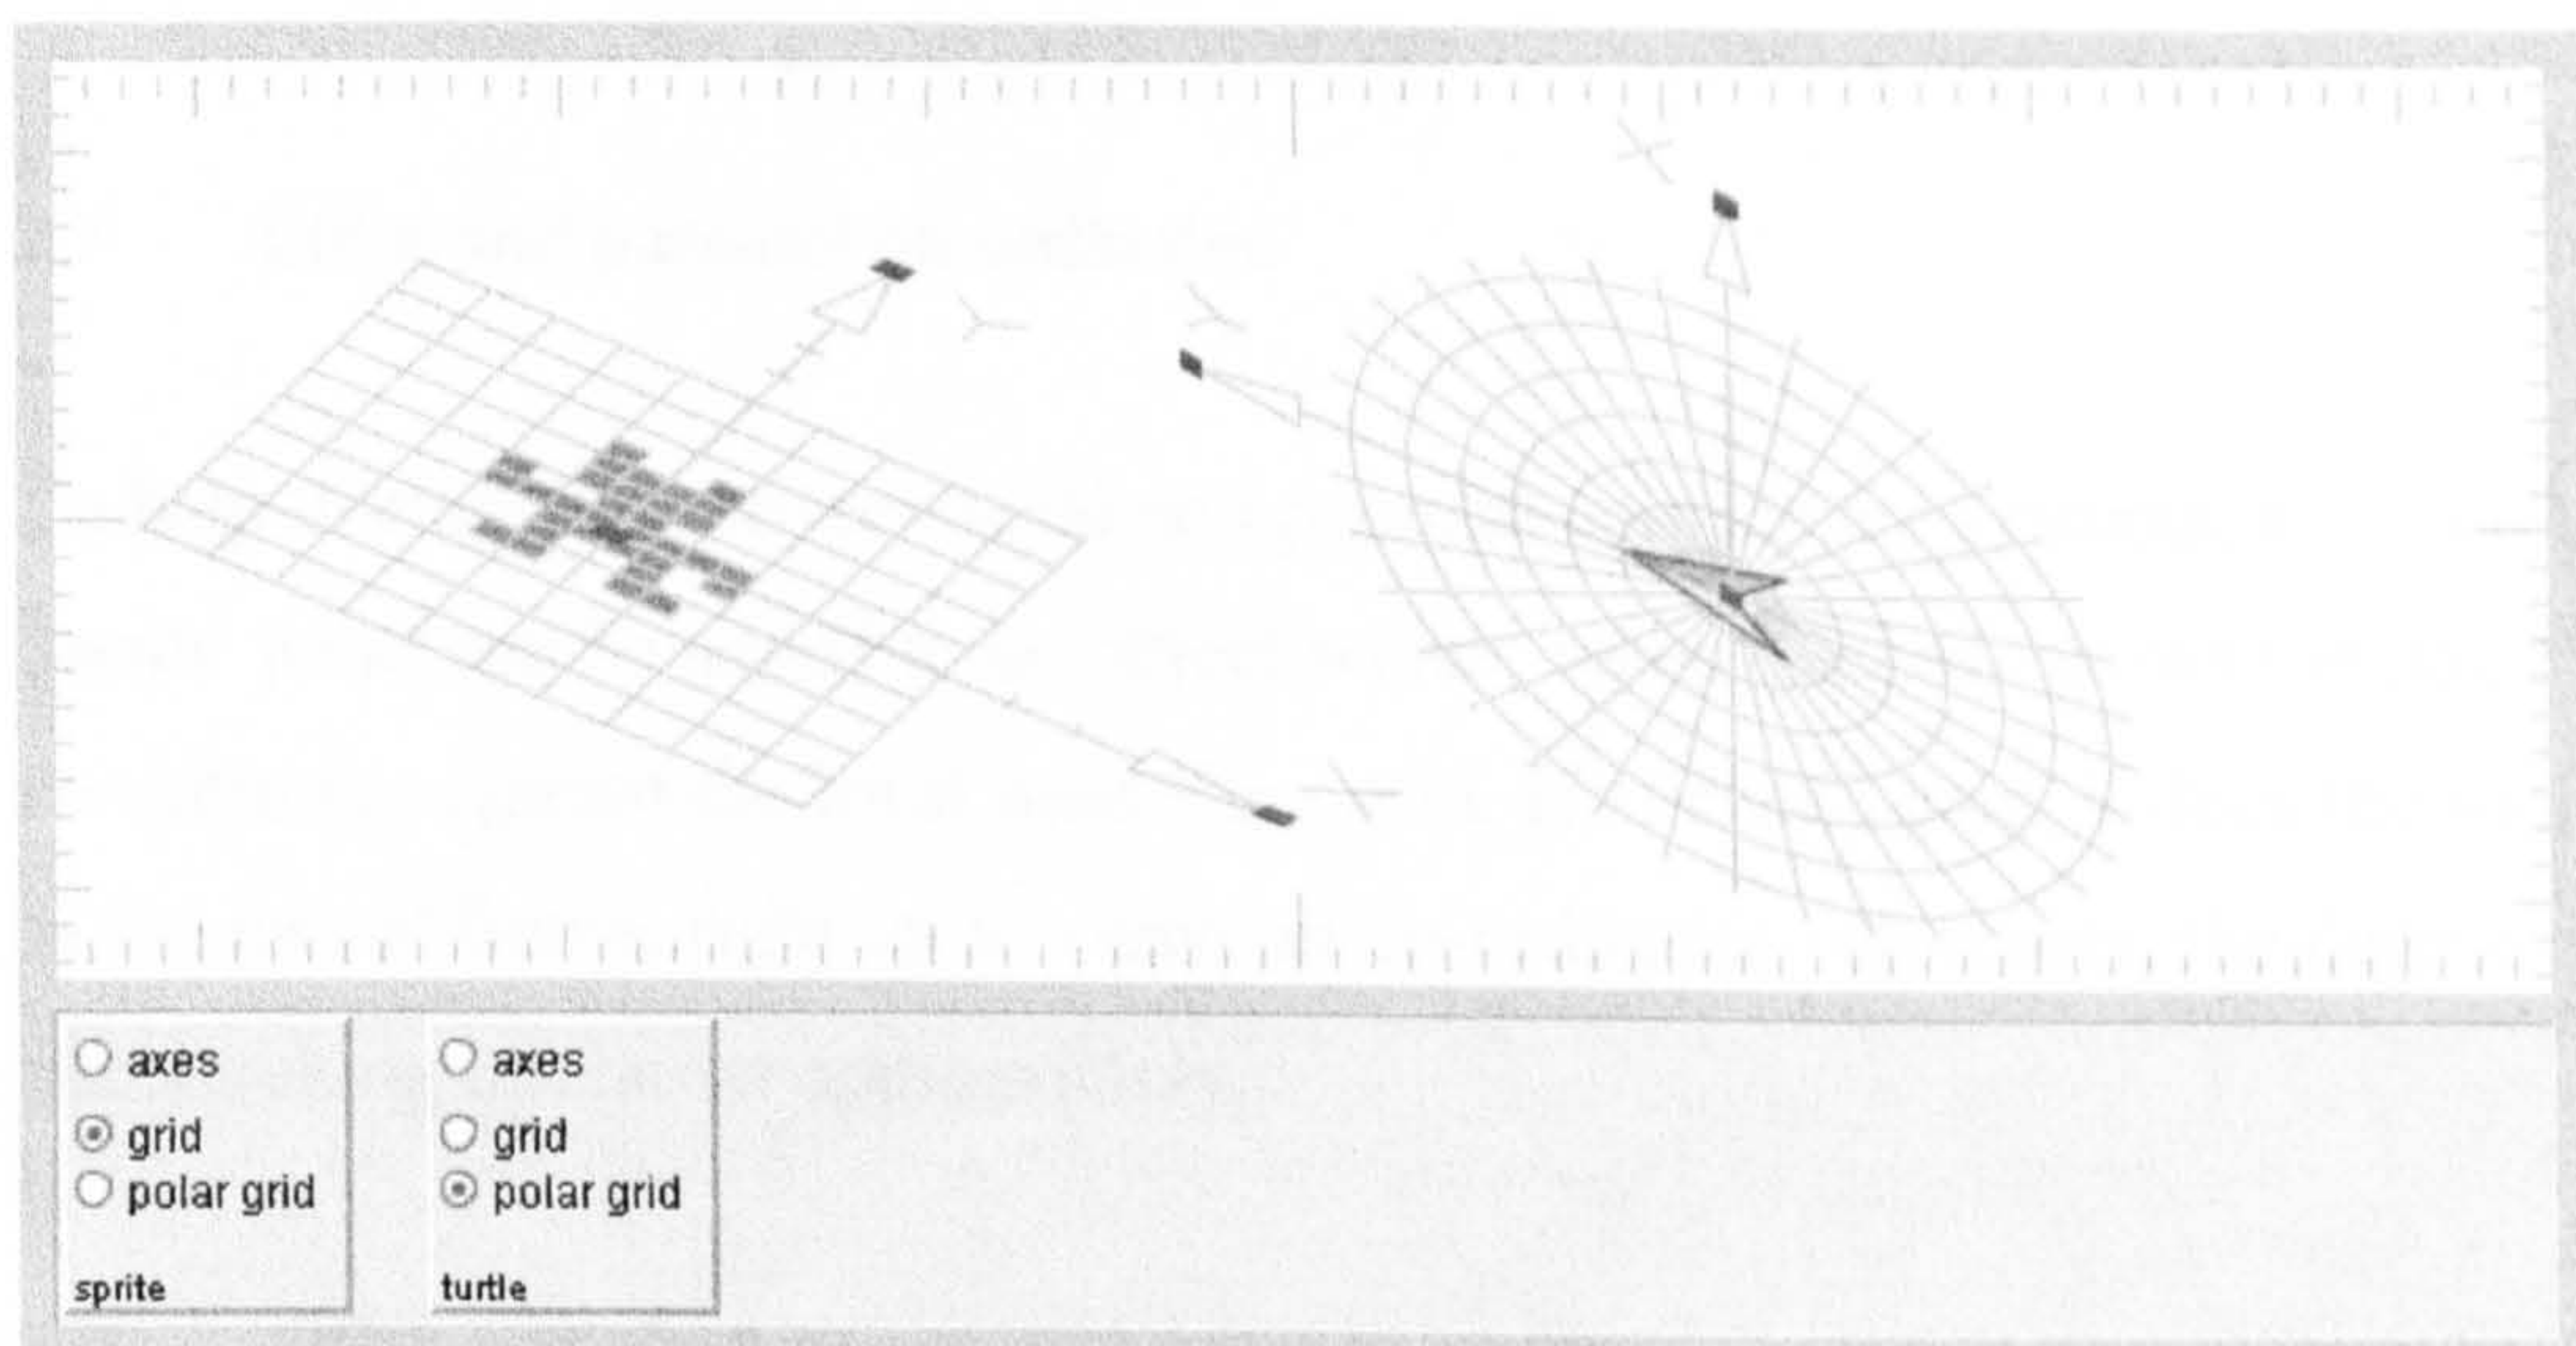 X
Y
Y
X
axes
grid
polar grid
sprite
axes
grid
polar grid
turtle